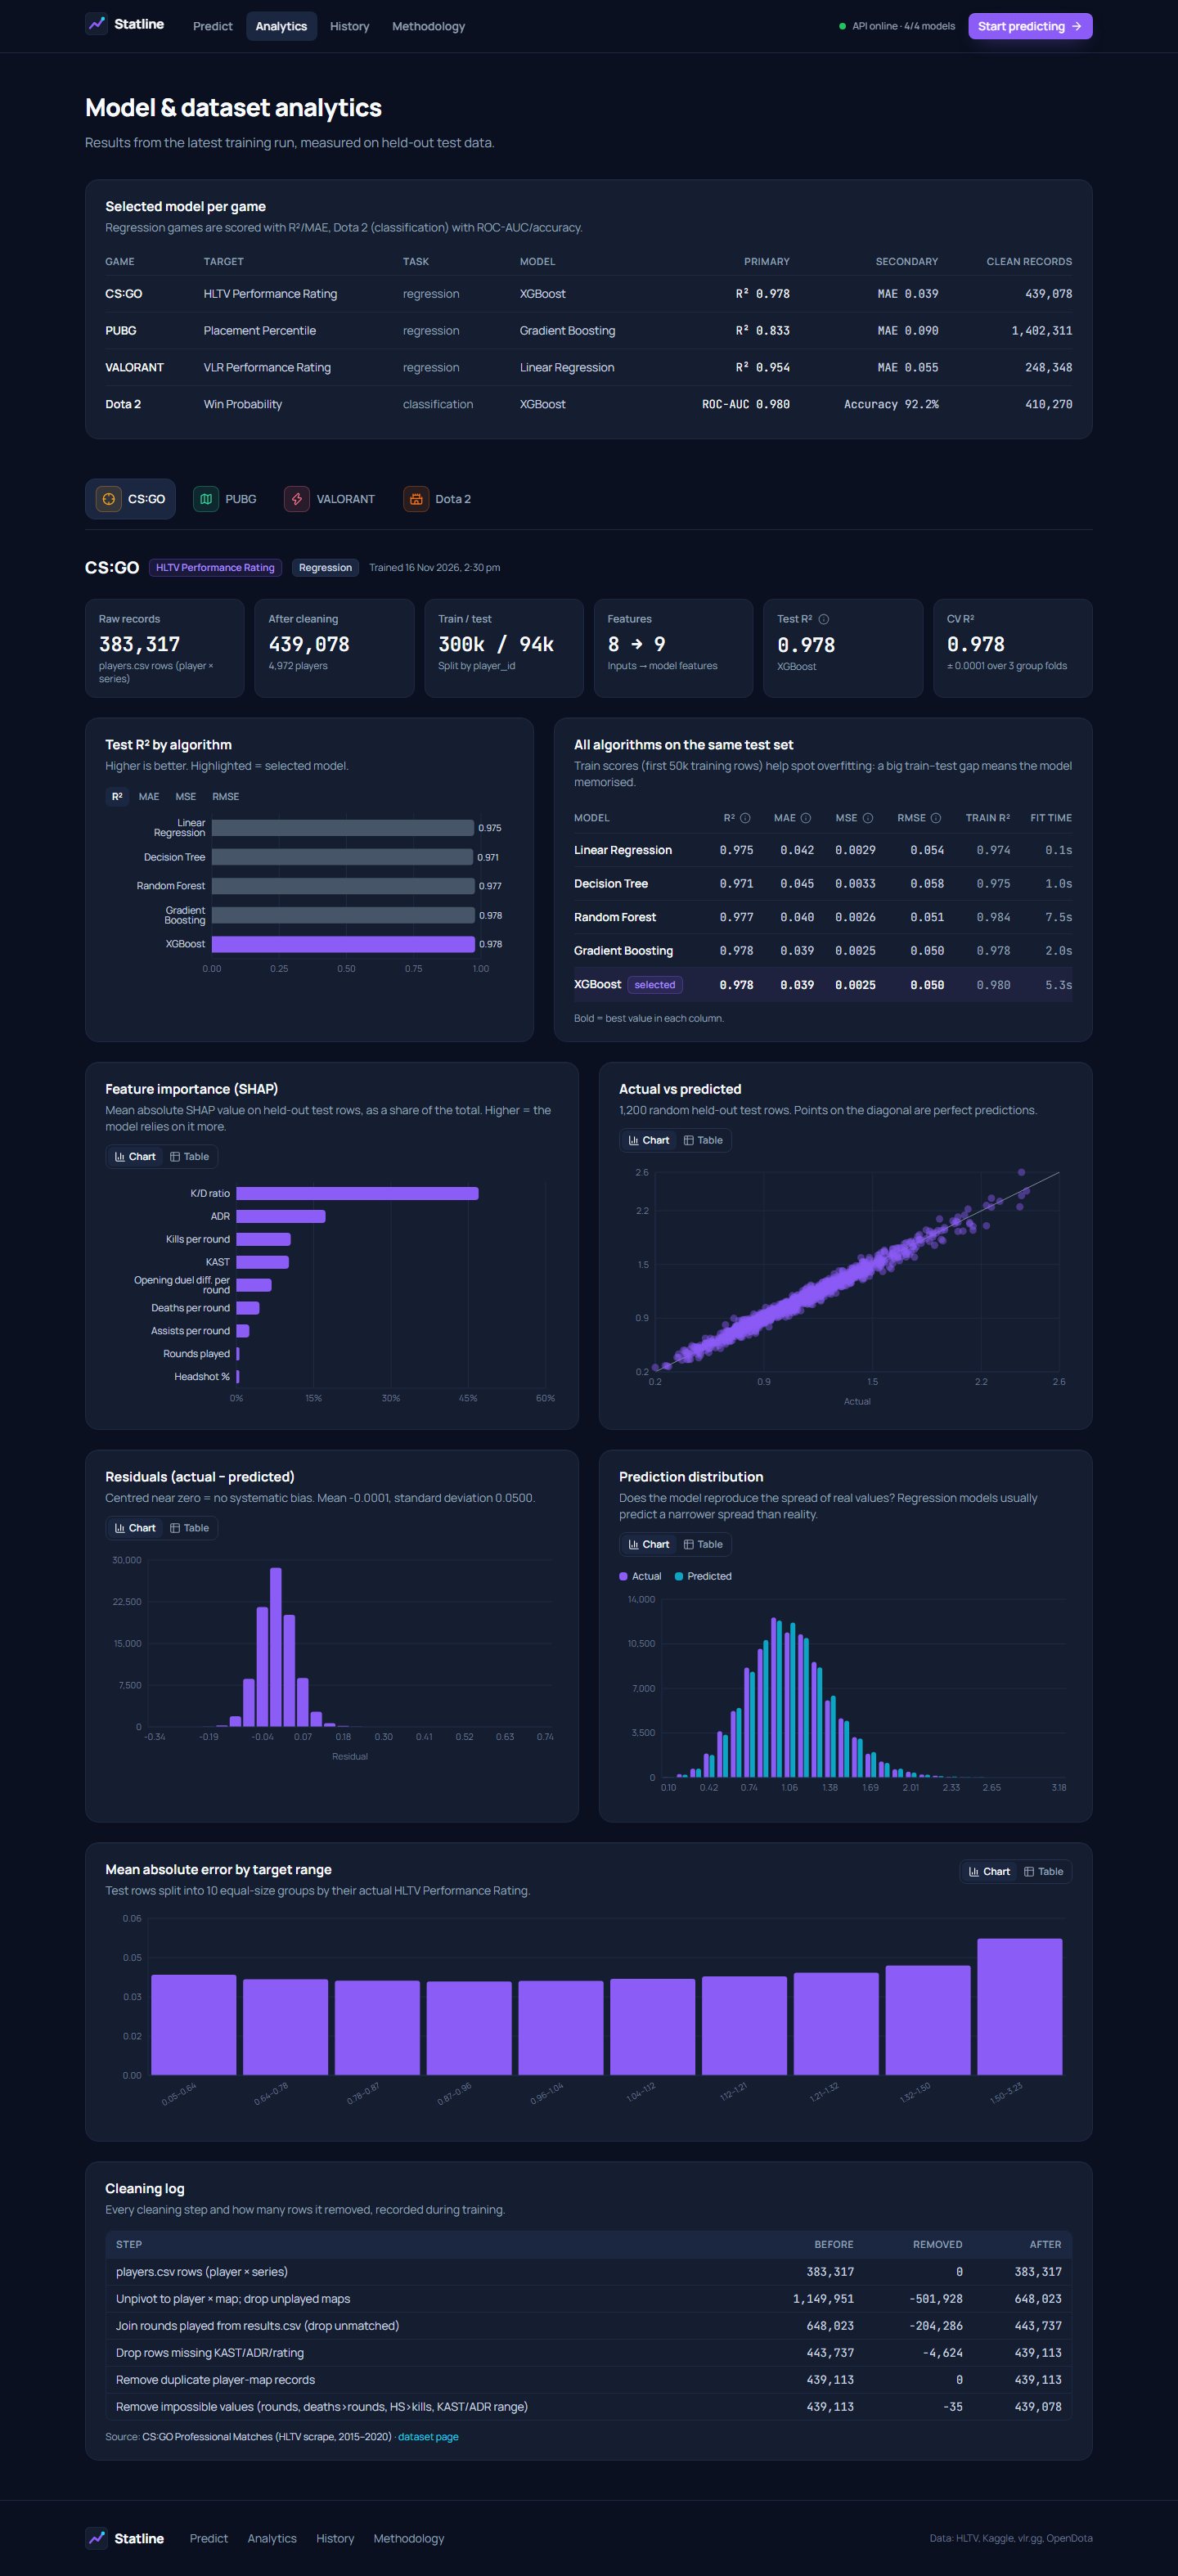 Statline
Predict
Analytics
History
Methodology
API online · 4/4 models
Start predicting →
Model & dataset analytics
Results from the latest training run, measured on held-out test data.
Selected model per game
Regression games are scored with R²/MAE, Dota 2 (classification) with ROC-AUC/accuracy.
GAME TARGET TASK MODEL PRIMARY SECONDARY CLEAN RECORDS
CS:GO HLTV Performance Rating regression XGBoost R² 0.978 MAE 0.039 439,078
PUBG Placement Percentile regression Gradient Boosting R² 0.833 MAE 0.090 1,402,311
VALORANT VLR Performance Rating regression Linear Regression R² 0.954 MAE 0.055 248,348
Dota 2 Win Probability classification XGBoost ROC-AUC 0.980 Accuracy 92.2% 410,270
CS:GO
PUBG
VALORANT
Dota 2
CS:GO HLTV Performance Rating Regression Trained 16 Nov 2026, 2:30 pm
Raw records
383,317
players.csv rows (player ×
series)
After cleaning
439,078
4,972 players
Train / test
300k / 94k
Split by player_id
Features
8 → 9
Inputs → model features
Test R²
0.978
XGBoost
CV R²
0.978
± 0.0001 over 3 group folds
Test R² by algorithm
Higher is better. Highlighted = selected model.
R² MAE MSE RMSE
Linear
Regression
0.975
Decision Tree 0.971
Random Forest 0.977
Gradient
Boosting
0.978
XGBoost 0.978
0.00 0.25 0.50 0.75 1.00
All algorithms on the same test set
Train scores (first 50k training rows) help spot overfitting: a big train–test gap means the model
memorised.
MODEL R² MAE MSE RMSE TRAIN R² FIT TIME
Linear Regression 0.975 0.042 0.0029 0.054 0.974 0.1s
Decision Tree 0.971 0.045 0.0033 0.058 0.975 1.0s
Random Forest 0.977 0.040 0.0026 0.051 0.984 7.5s
Gradient Boosting 0.978 0.039 0.0025 0.050 0.978 2.0s
XGBoost selected 0.978 0.039 0.0025 0.050 0.980 5.3s
Bold = best value in each column.
Feature importance (SHAP)
Mean absolute SHAP value on held-out test rows, as a share of the total. Higher = the
model relies on it more.
Chart Table
K/D ratio
ADR
Kills per round
KAST
Opening duel diff. per
round
Deaths per round
Assists per round
Rounds played
Headshot %
0% 15% 30% 45% 60%
Actual vs predicted
1,200 random held-out test rows. Points on the diagonal are perfect predictions.
Chart Table
2.6
2.2
1.5
0.9
0.2
0.2 0.9 1.5 2.2 2.6
Actual
Residuals (actual − predicted)
Centred near zero = no systematic bias. Mean -0.0001, standard deviation 0.0500.
Chart Table
30,000
22,500
15,000
7,500
0
-0.34 -0.19 -0.04 0.07 0.18 0.30 0.41 0.52 0.63 0.74
Residual
Prediction distribution
Does the model reproduce the spread of real values? Regression models usually
predict a narrower spread than reality.
Chart Table
Actual Predicted
14,000
10,500
7,000
3,500
0
0.10 0.42 0.74 1.06 1.38 1.69 2.01 2.33 2.65 3.18
Mean absolute error by target range
Chart Table
Test rows split into 10 equal-size groups by their actual HLTV Performance Rating.
0.06
0.05
0.03
0.02
0.00
0.05–0.64 0.64–0.78 0.78–0.87 0.87–0.96 0.96–1.04 1.04–1.12 1.12–1.21 1.21–1.32 1.32–1.50 1.50–3.23
Cleaning log
Every cleaning step and how many rows it removed, recorded during training.
STEP BEFORE REMOVED AFTER
players.csv rows (player × series) 383,317 0 383,317
Unpivot to player × map; drop unplayed maps 1,149,951 -501,928 648,023
Join rounds played from results.csv (drop unmatched) 648,023 -204,286 443,737
Drop rows missing KAST/ADR/rating 443,737 -4,624 439,113
Remove duplicate player-map records 439,113 0 439,113
Remove impossible values (rounds, deaths>rounds, HS>kills, KAST/ADR range) 439,113 -35 439,078
Source: CS:GO Professional Matches (HLTV scrape, 2015–2020) · dataset page
Statline
Predict
Analytics
History
Methodology
Data: HLTV, Kaggle, vlr.gg, OpenDota